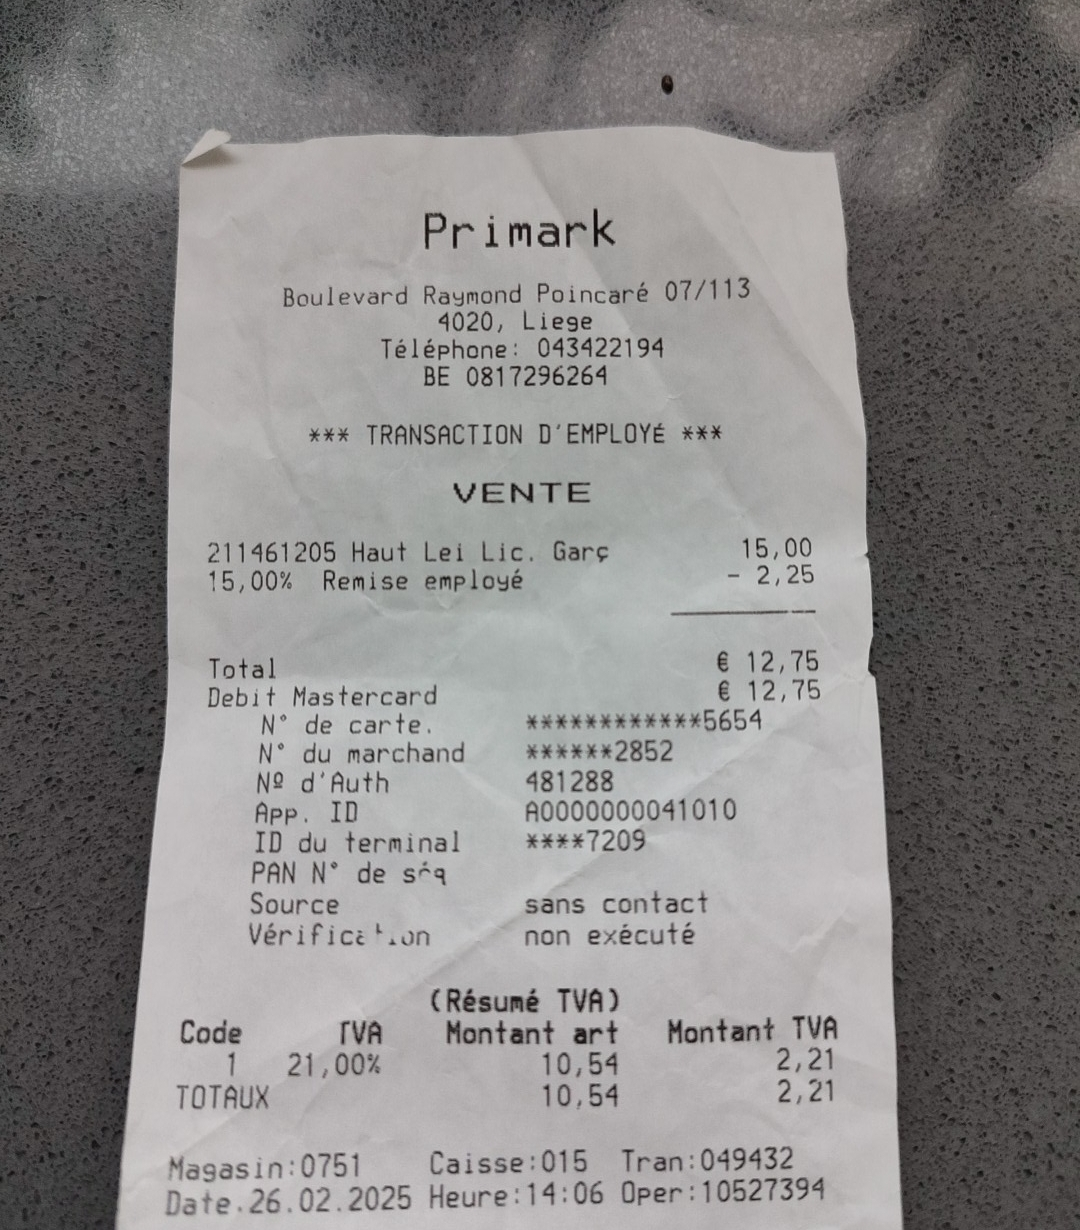 Primark
Boulevard Raymond Poincaré 07/113
4020, Liege
Téléphone: 043422194
BE 0817296264
*** TRANSACTION D'EMPLOYÉ ***
VENTE
211461205 Haut Lei Lic. Garç 15,00
15,00% Remise employé - 2,25
Total € 12,75
Debit Mastercard € 12,75
N° de carte. ************5654
N° du marchand ******2852
Nº d'Auth 481288
App. ID A0000000041010
ID du terminal ****7209
PAN N° de
Source sans contact
Vérification non exécuté
(Résumé TVA)
Code TVA Montant art Montant TVA
1 21,00% 10,54 2,21
TOTAUX 10,54 2,21
Magasin:0751 Caisse:015 Tran:049432
Date.26.02.2025 Heure:14:06 Oper:10527394